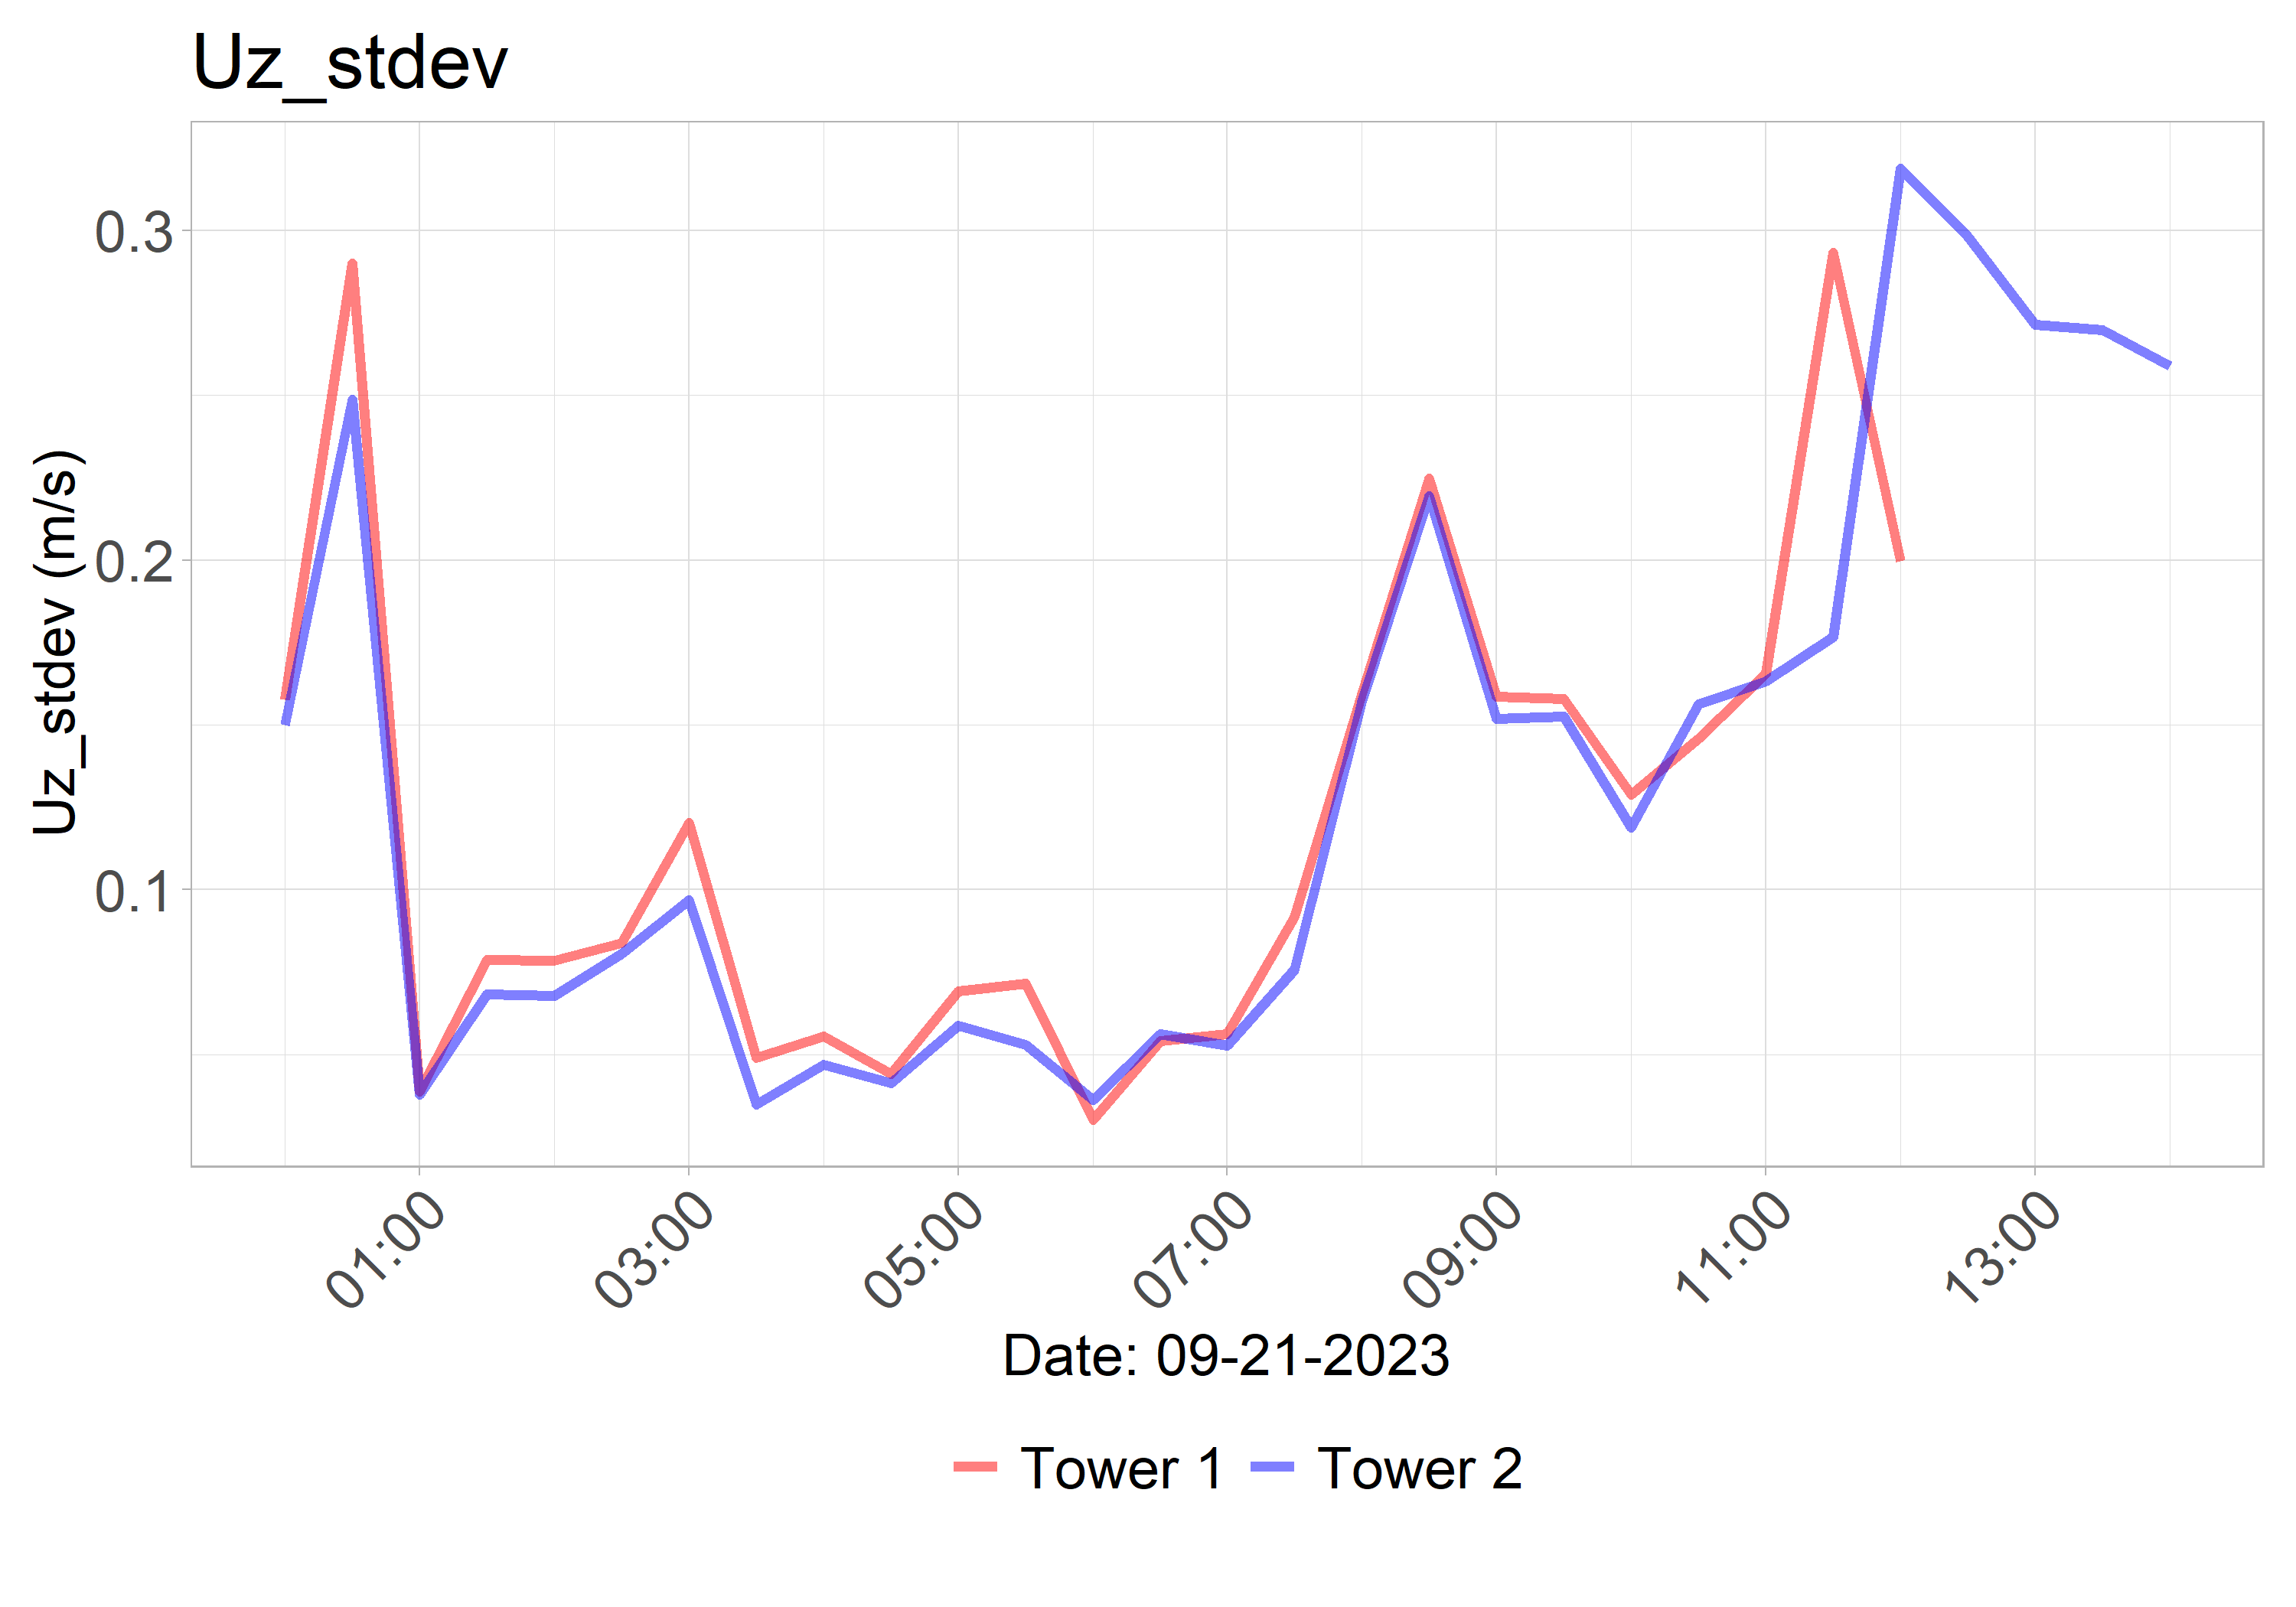 Uz_stdev
Uz_stdev (m/s)
0.3
0.2
0.1
01:00 03:00 05:00 07:00 09:00 11:00 13:00
Date: 09-21-2023
Tower 1 Tower 2